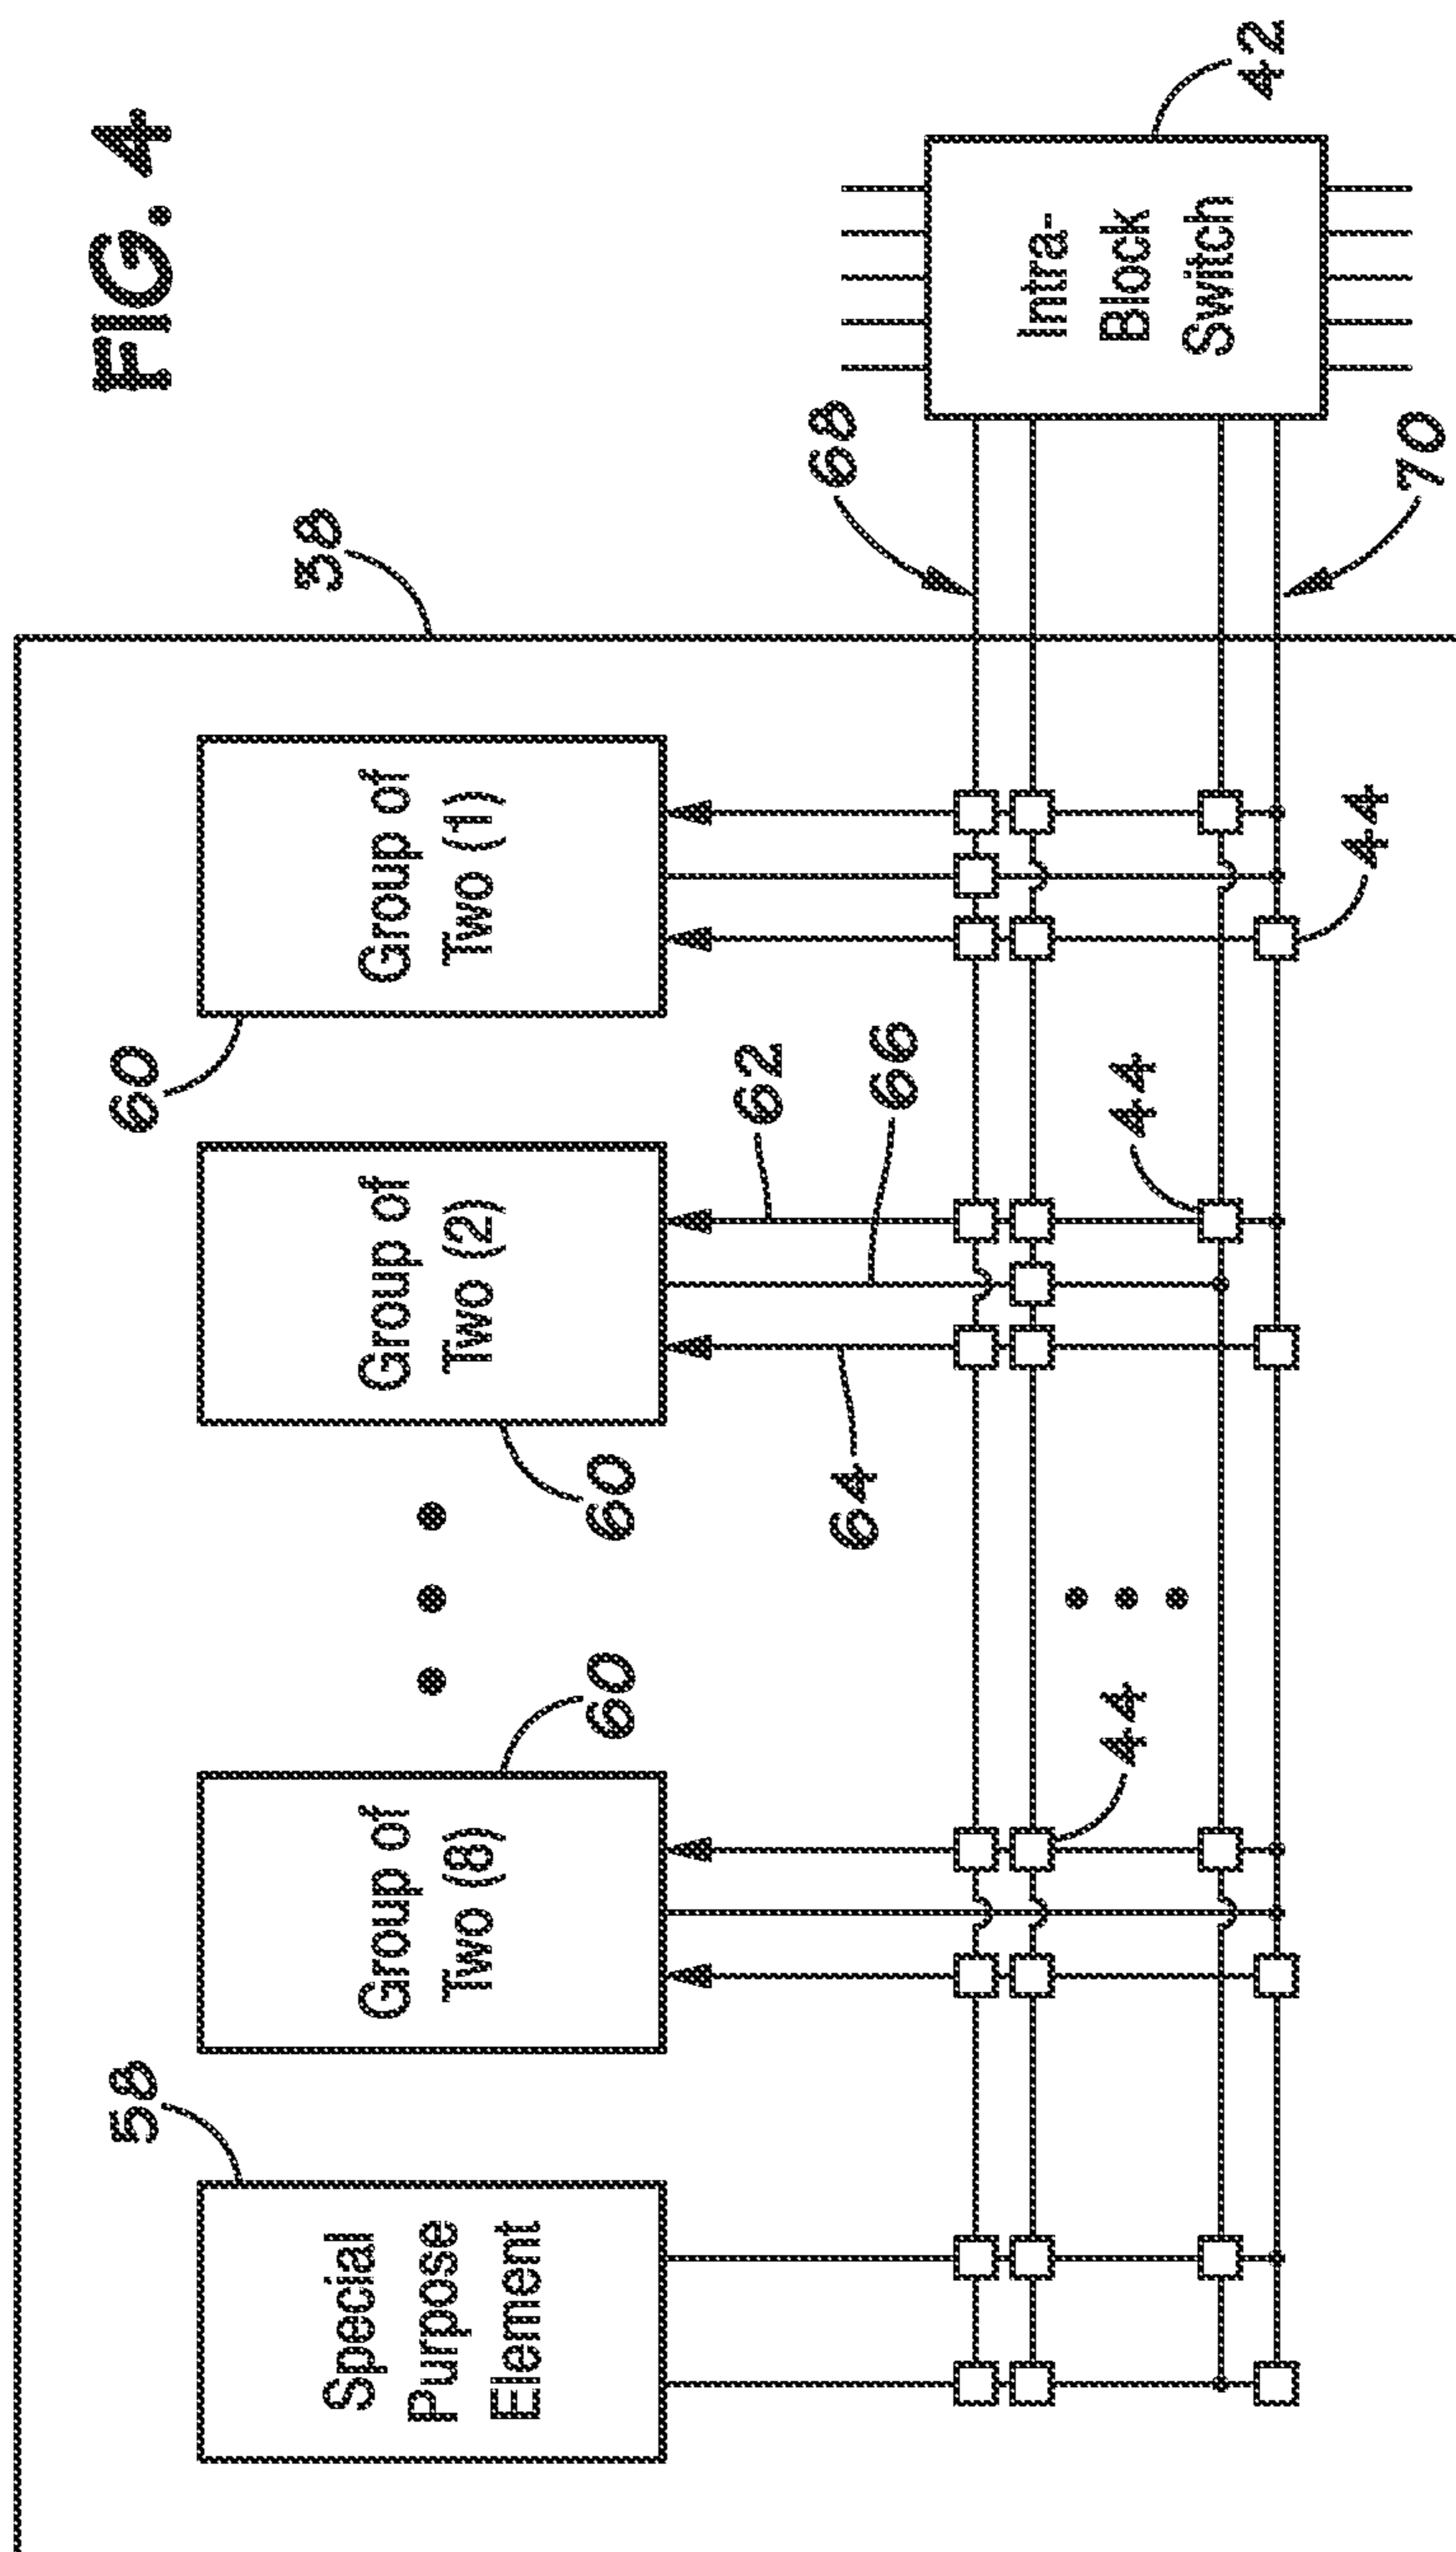 FIG. 4
58
Special
Purpose
Element
Group of
Two (8)
60
60
Group of
Two (2)
60
Group of
Two (1)
38
64
62
66
68
44
44
44
Intra-
Block
Switch
42
70